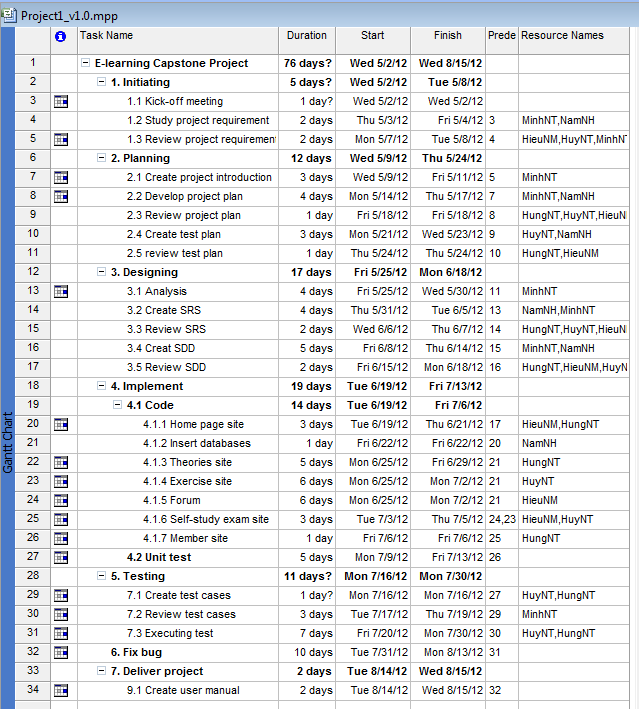 Project1_v1.0.mpp
Task Name Duration Start Finish Prede Resource Names
1 E-learning Capstone Project 76 days? Wed 5/2/12 Wed 8/15/12
2 1. Initiating 5 days? Wed 5/2/12 Tue 5/8/12
3 1.1 Kick-off meeting 1 day? Wed 5/2/12 Wed 5/2/12
4 1.2 Study project requirement 2 days Thu 5/3/12 Fri 5/4/12 3 MinhNT,NamNH
5 1.3 Review project requirement 2 days Mon 5/7/12 Tue 5/8/12 4 HieuNM,HuyNT,MinhNT
6 2. Planning 12 days Wed 5/9/12 Thu 5/24/12
7 2.1 Create project introduction 3 days Wed 5/9/12 Fri 5/11/12 5 MinhNT
8 2.2 Develop project plan 4 days Mon 5/14/12 Thu 5/17/12 7 MinhNT,NamNH
9 2.3 Review project plan 1 day Fri 5/18/12 Fri 5/18/12 8 HungNT,HuyNT,HieuN
10 2.4 Create test plan 3 days Mon 5/21/12 Wed 5/23/12 9 HuyNT,NamNH
11 2.5 review test plan 1 day Thu 5/24/12 Thu 5/24/12 10 HungNT,HieuNM
12 3. Designing 17 days Fri 5/25/12 Mon 6/18/12
13 3.1 Analysis 4 days Fri 5/25/12 Wed 5/30/12 11 MinhNT
14 3.2 Create SRS 4 days Thu 5/31/12 Tue 6/5/12 13 NamNH,MinhNT
15 3.3 Review SRS 2 days Wed 6/6/12 Thu 6/7/12 14 HungNT,HuyNT,HieuN
16 3.4 Creat SDD 5 days Fri 6/8/12 Thu 6/14/12 15 MinhNT,NamNH
17 3.5 Review SDD 2 days Fri 6/15/12 Mon 6/18/12 16 HungNT,HieuNM,HuyN
18 4. Implement 19 days Tue 6/19/12 Fri 7/13/12
19 4.1 Code 14 days Tue 6/19/12 Fri 7/6/12
20 4.1.1 Home page site 3 days Tue 6/19/12 Thu 6/21/12 17 HieuNM,HungNT
21 4.1.2 Insert databases 1 day Fri 6/22/12 Fri 6/22/12 20 NamNH
22 4.1.3 Theories site 5 days Mon 6/25/12 Fri 6/29/12 21 HungNT
23 4.1.4 Exercise site 6 days Mon 6/25/12 Mon 7/2/12 21 HuyNT
24 4.1.5 Forum 6 days Mon 6/25/12 Mon 7/2/12 21 HieuNM
25 4.1.6 Self-study exam site 3 days Tue 7/3/12 Thu 7/5/12 24,23 HieuNM,HuyNT
26 4.1.7 Member site 1 day Fri 7/6/12 Fri 7/6/12 25 HungNT
27 4.2 Unit test 5 days Mon 7/9/12 Fri 7/13/12 26
28 5. Testing 11 days? Mon 7/16/12 Mon 7/30/12
29 7.1 Create test cases 1 day? Mon 7/16/12 Mon 7/16/12 27 HuyNT,HungNT
30 7.2 Review test cases 3 days Tue 7/17/12 Thu 7/19/12 29 MinhNT
31 7.3 Executing test 7 days Fri 7/20/12 Mon 7/30/12 30 HuyNT,HungNT
32 6. Fix bug 10 days Tue 7/31/12 Mon 8/13/12 31
33 7. Deliver project 2 days Tue 8/14/12 Wed 8/15/12
34 9.1 Create user manual 2 days Tue 8/14/12 Wed 8/15/12 32
Gantt Chart